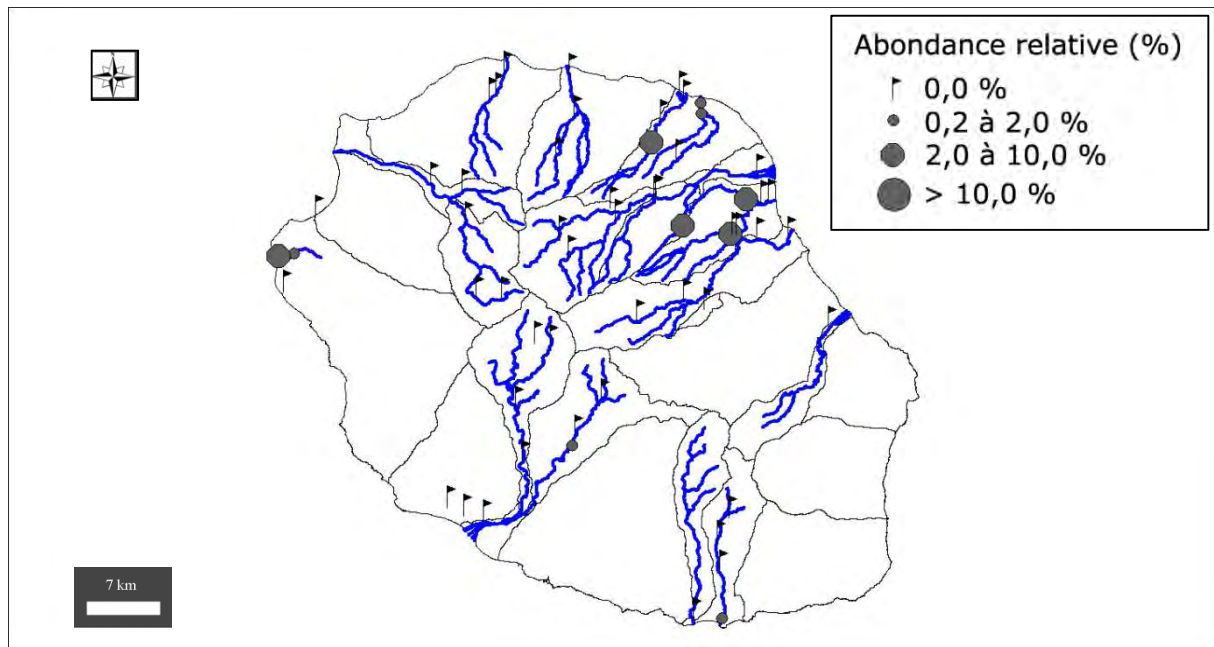 Abondance relative (%)
0,0 %
0,2 à 2,0 %
2,0 à 10,0 %
> 10,0 %
7 km